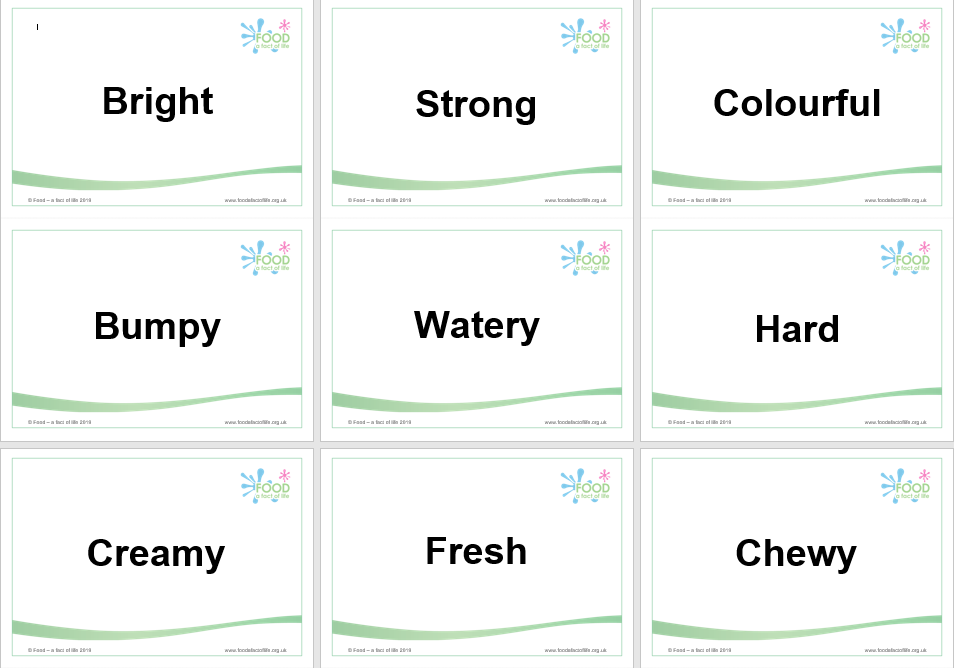 FOOD
a fact of life
Bright
© Food – a fact of life 2019
www.foodafactoflife.org.uk
FOOD
a fact of life
Strong
© Food – a fact of life 2019
www.foodafactoflife.org.uk
FOOD
a fact of life
Colourful
© Food – a fact of life 2019
www.foodafactoflife.org.uk
FOOD
a fact of life
Bumpy
© Food – a fact of life 2019
www.foodafactoflife.org.uk
FOOD
a fact of life
Watery
© Food – a fact of life 2019
www.foodafactoflife.org.uk
FOOD
a fact of life
Hard
© Food – a fact of life 2019
www.foodafactoflife.org.uk
FOOD
a fact of life
Creamy
© Food – a fact of life 2019
www.foodafactoflife.org.uk
FOOD
a fact of life
Fresh
© Food – a fact of life 2019
www.foodafactoflife.org.uk
FOOD
a fact of life
Chewy
© Food – a fact of life 2019
www.foodafactoflife.org.uk